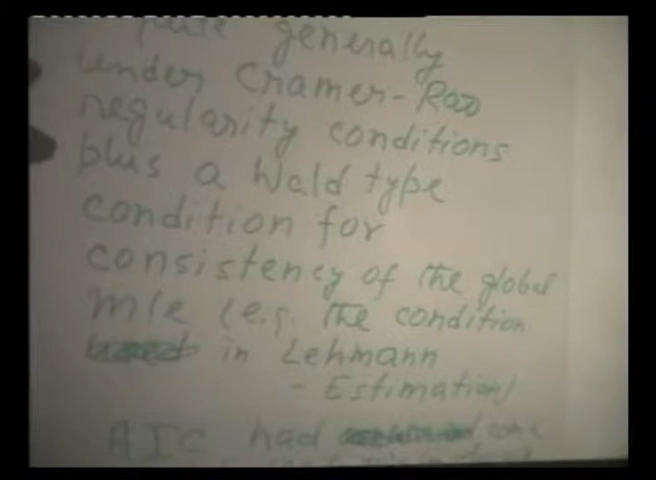 generally
under Cramer-Rao
regularity conditions
plus a Wald type
condition for
consistency of the global
mle (e.g. the condition
in Lehmann
- Estimation)
AIC had